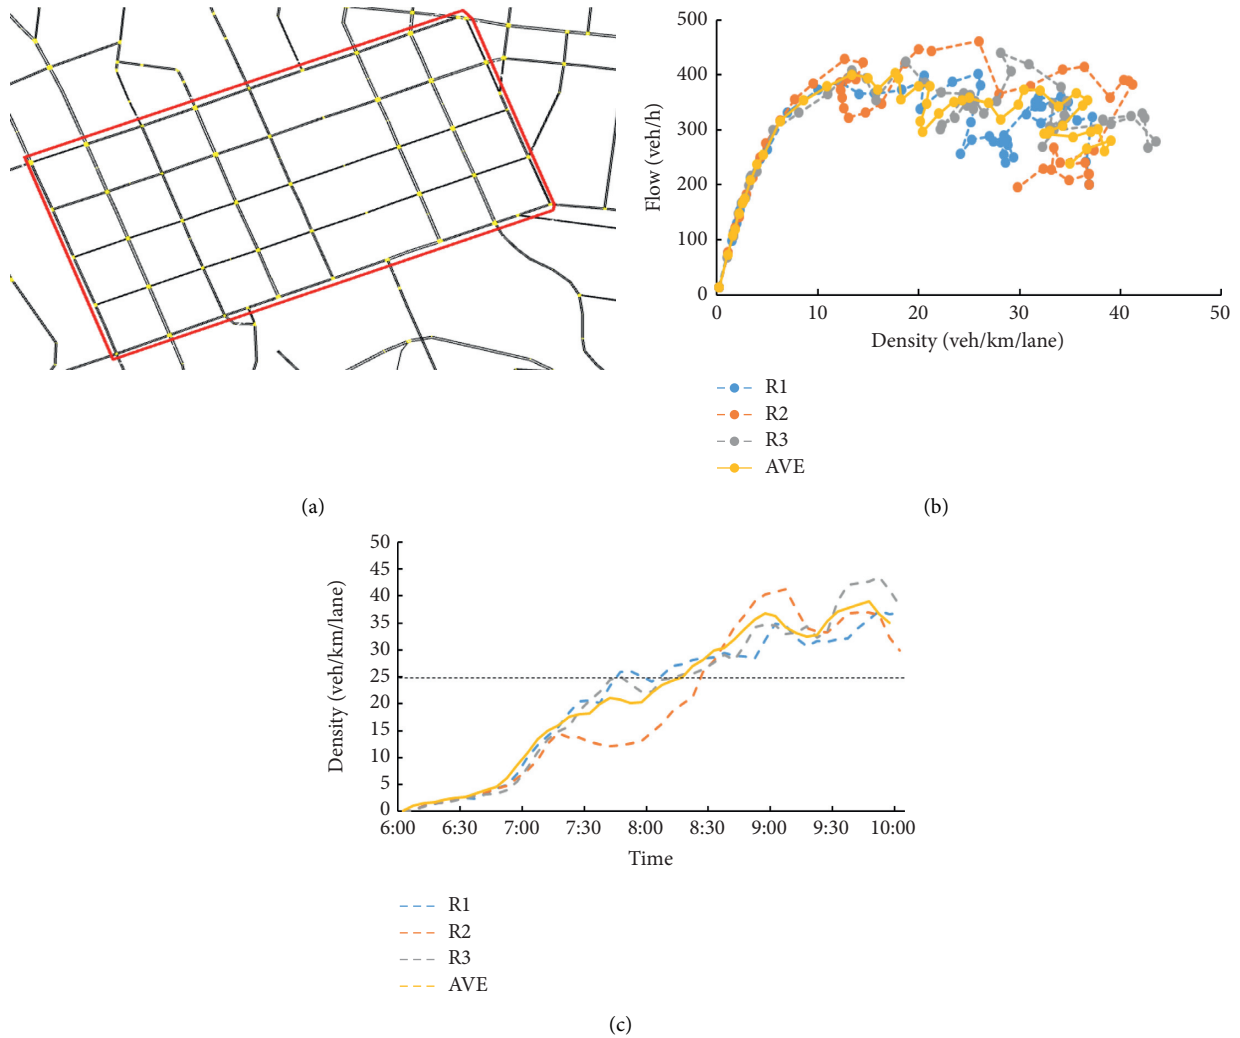 (a)
500
400
300
200
100
0
Flow (veh/h)
10 20 30 40 50
Density (veh/km/lane)
R1
R2
R3
AVE
(b)
50
45
40
35
30
25
20
15
10
5
0
Density (veh/km/lane)
6:00 6:30 7:00 7:30 8:00 8:30 9:00 9:30 10:00
Time
R1
R2
R3
AVE
(c)